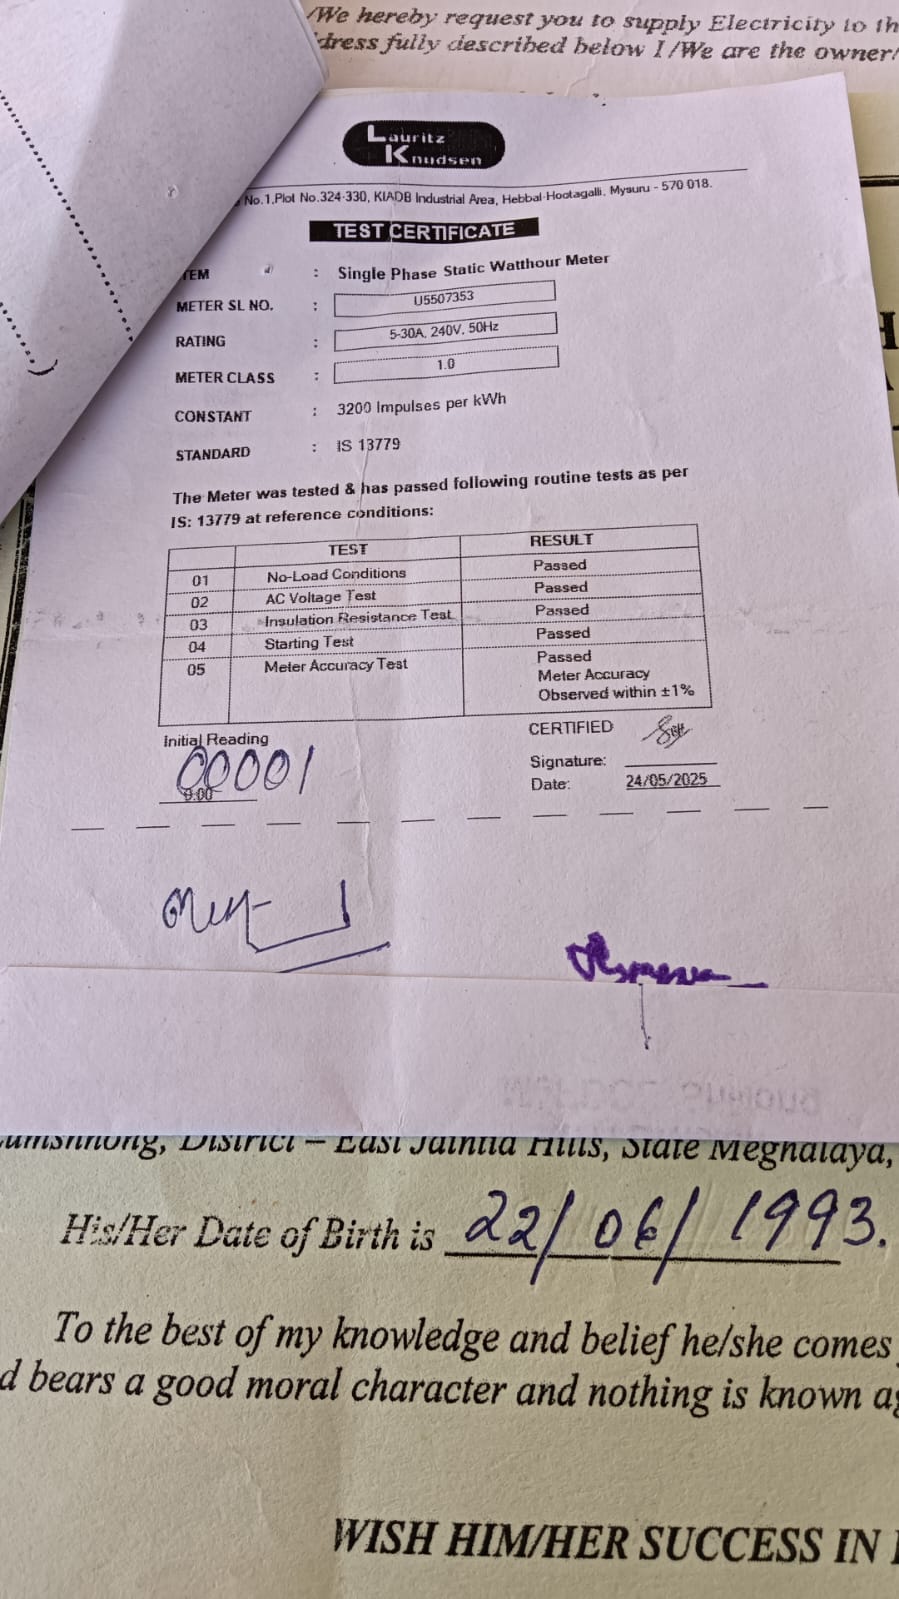 /We hereby request you to supply Electricity to th
dress fully described below I/We are the owner/
Lauritz
Knudsen
No.1,Plot No.324-330, KIADB Industrial Area, Hebbal-Hootagalli, Mysuru - 570 018.
TEST CERTIFICATE
TEM : Single Phase Static Watthour Meter
METER SL NO. : U5507353
RATING : 5-30A, 240V, 50Hz
METER CLASS : 1.0
CONSTANT : 3200 Impulses per kWh
STANDARD : IS 13779
The Meter was tested & has passed following routine tests as per
IS: 13779 at reference conditions:
TEST RESULT
01 No-Load Conditions Passed
02 AC Voltage Test Passed
03 Insulation Resistance Test Passed
04 Starting Test Passed
05 Meter Accuracy Test Passed
Meter Accuracy
Observed within ±1%
Initial Reading
00001
0.00
CERTIFIED
Signature:
Date: 24/05/2025
District – East Jaintia Hills, State Meghalaya,
His/Her Date of Birth is 22/06/1993.
To the best of my knowledge and belief he/she comes
d bears a good moral character and nothing is known ag
WISH HIM/HER SUCCESS IN